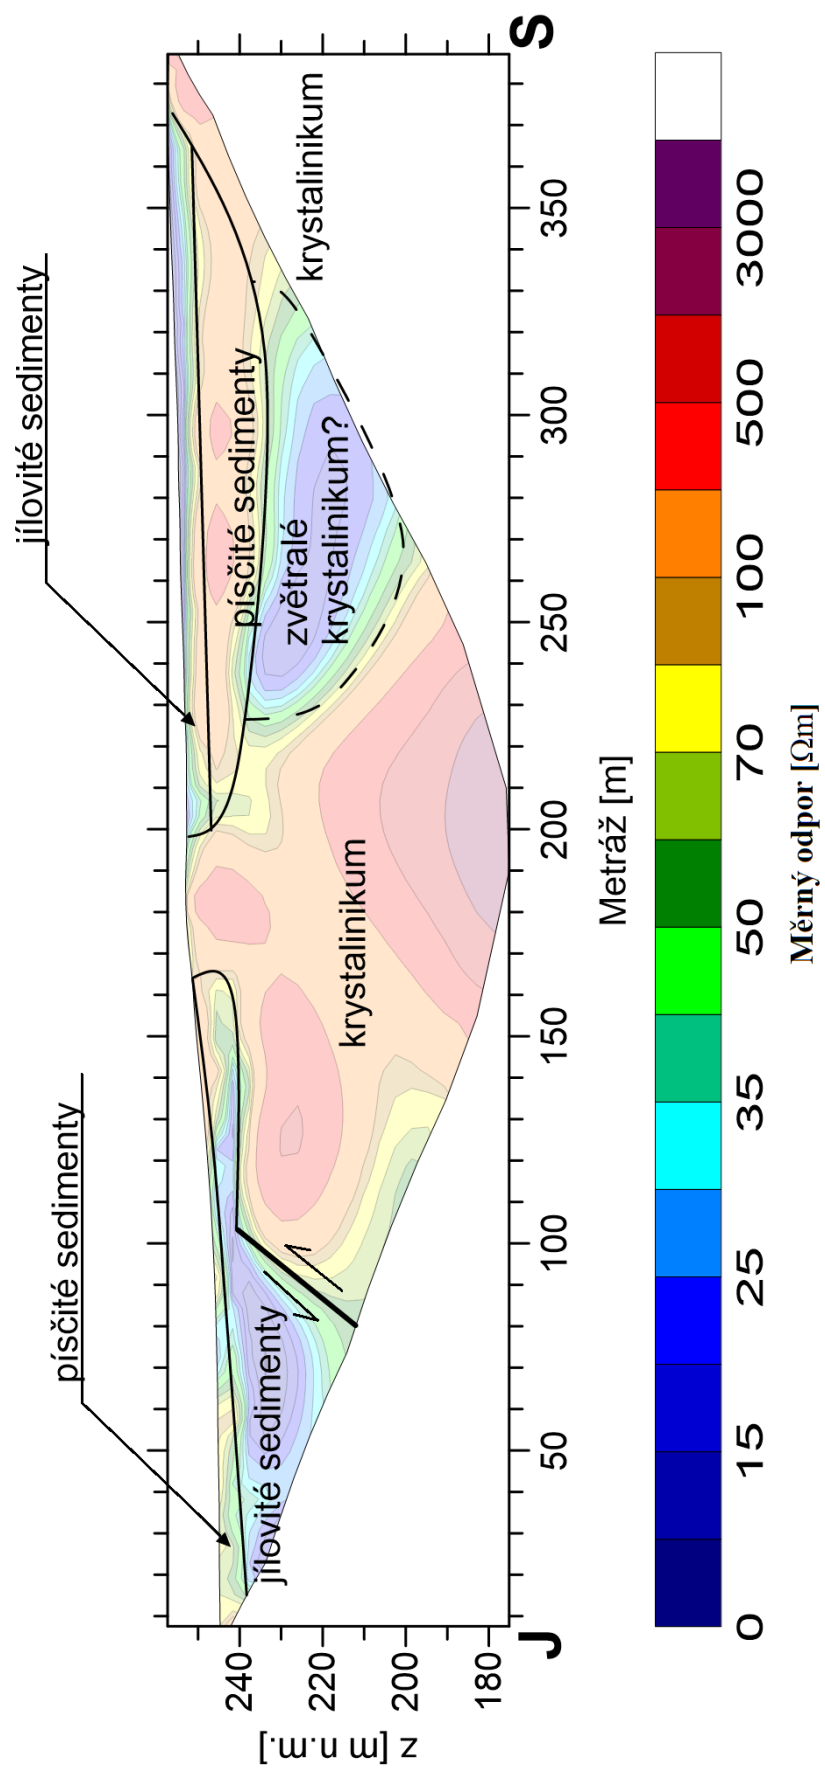 písčité sedimenty
jílovité sedimenty
jílovité sedimenty
krystalinikum
písčité sedimenty
zvětralé
krystalinikum?
krystalinikum
z [m n.m.]
240
220
200
180
J
S
50
100
150
200
250
300
350
Metráž [m]
0
15
25
35
50
70
100
500
3000
Měrný odpor [Ωm]